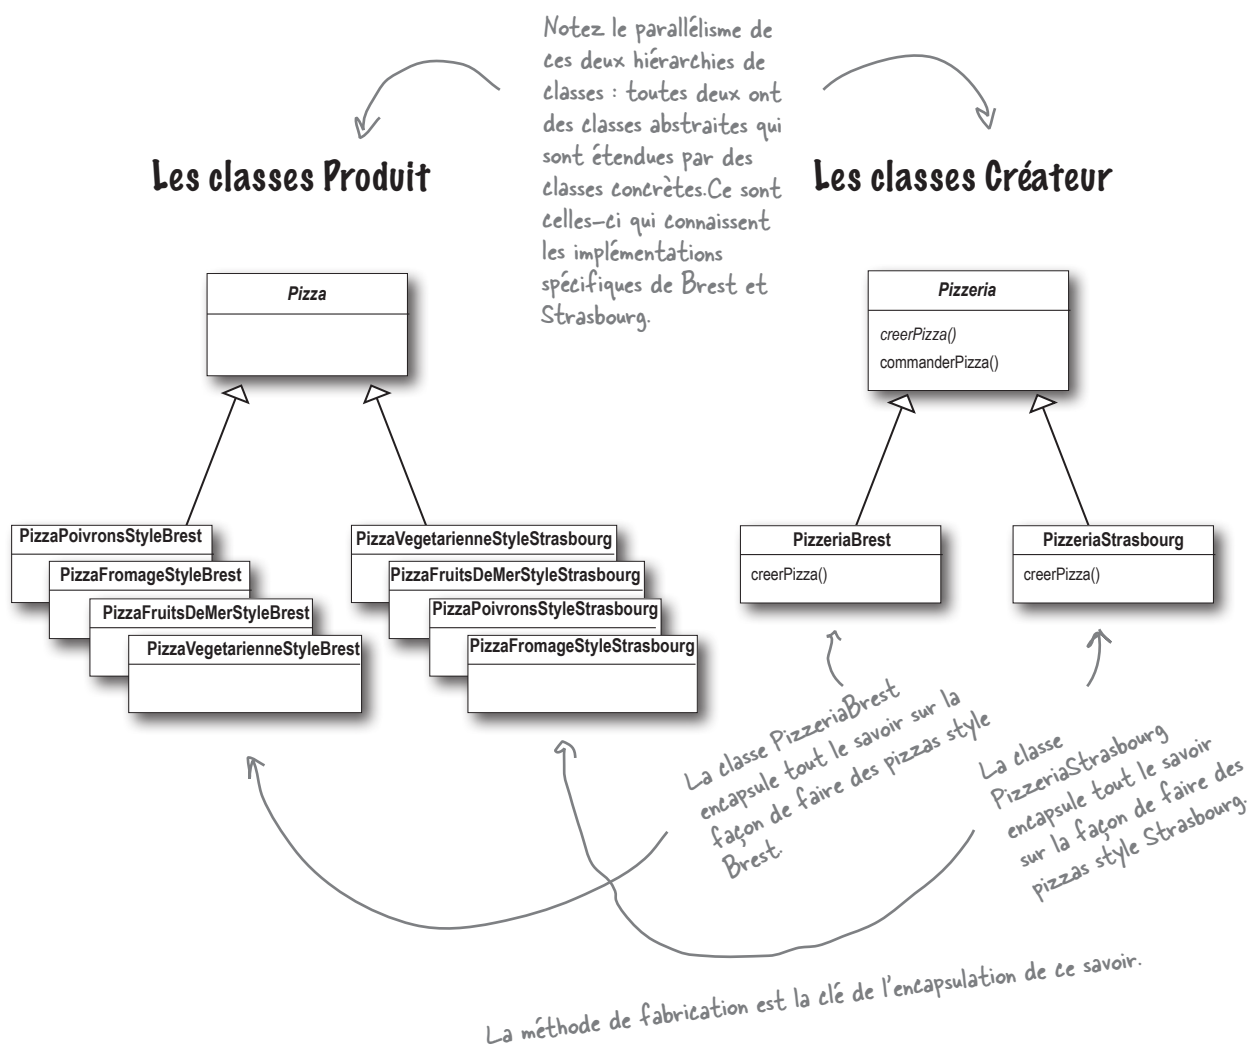 Notez le parallélisme de
ces deux hiérarchies de
classes : toutes deux ont
des classes abstraites qui
sont étendues par des
classes concrètes.Ce sont
celles-ci qui connaissent
les implémentations
spécifiques de Brest et
Strasbourg.
Les classes Produit
Les classes Créateur
Pizza
Pizzeria
creerPizza()
commanderPizza()
PizzaPoivronsStyleBrest
PizzaFromageStyleBrest
PizzaFruitsDeMerStyleBrest
PizzaVegetarienneStyleBrest
PizzaVegetarienneStyleStrasbourg
PizzaFruitsDeMerStyleStrasbourg
PizzaPoivronsStyleStrasbourg
PizzaFromageStyleStrasbourg
PizzeriaBrest
creerPizza()
PizzeriaStrasbourg
creerPizza()
La classe PizzeriaBrest
encapsule tout le savoir sur la
façon de faire des pizzas style
Brest.
La classe
PizzeriaStrasbourg
encapsule tout le savoir
sur la façon de faire des
pizzas style Strasbourg.
La méthode de fabrication est la clé de l'encapsulation de ce savoir.